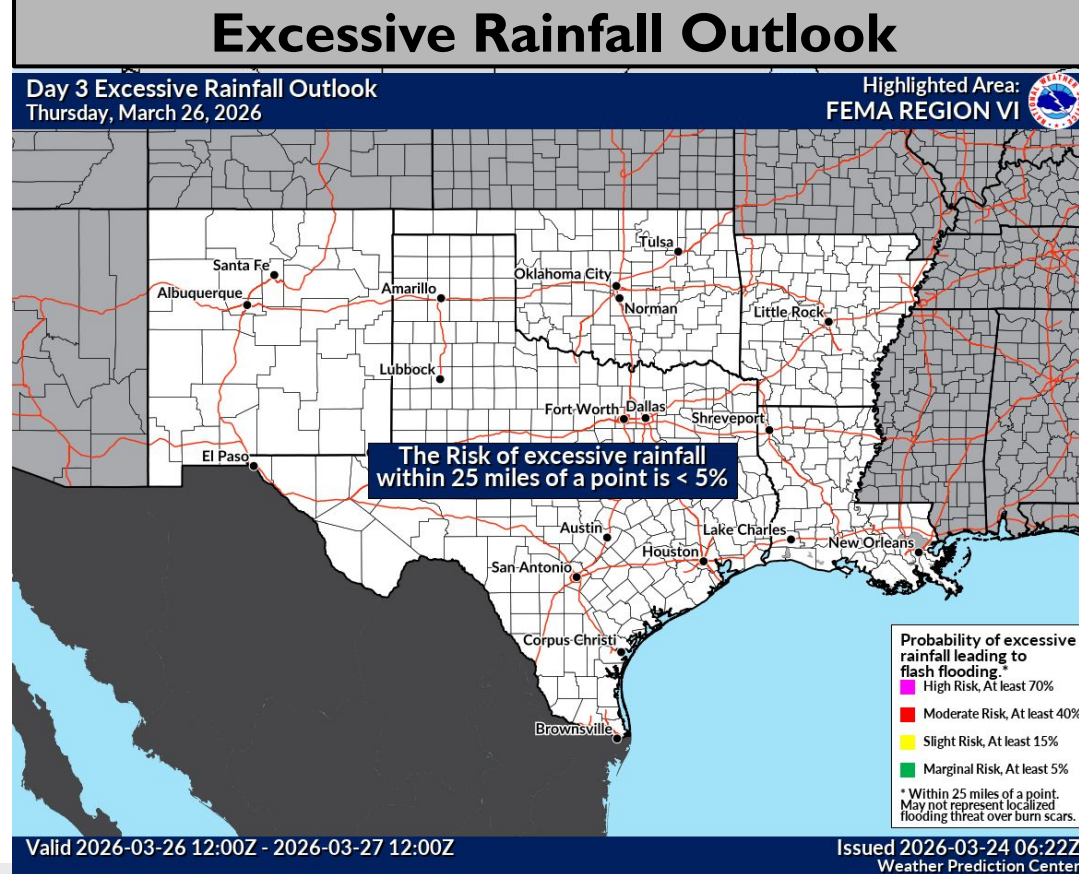 Excessive Rainfall Outlook
Day 3 Excessive Rainfall Outlook
Thursday, March 26, 2026
Highlighted Area:
FEMA REGION VI
Tulsa
Santa Fe
Oklahoma City
Albuquerque
Amarillo
Norman
Little Rock
Lubbock
Fort Worth
Dallas
Shreveport
El Paso
The Risk of excessive rainfall
within 25 miles of a point is < 5%
Austin
Lake Charles
New Orleans
Houston
San Antonio
Corpus Christi
Brownsville
Probability of excessive
rainfall leading to
flash flooding.*
High Risk, At least 70%
Moderate Risk, At least 40%
Slight Risk, At least 15%
Marginal Risk, At least 5%
* Within 25 miles of a point.
May not represent localized
flooding threat over burn scars.
Valid 2026-03-26 12:00Z - 2026-03-27 12:00Z
Issued 2026-03-24 06:22Z
Weather Prediction Center